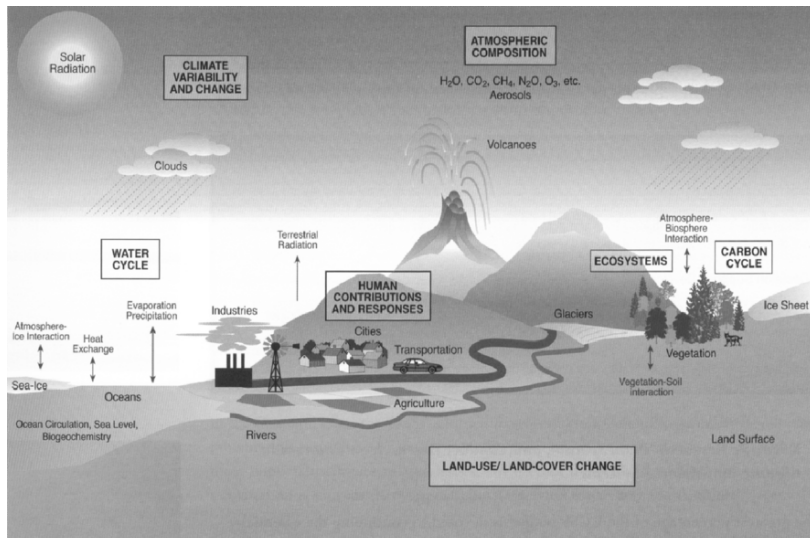 Solar
Radiation
CLIMATE
VARIABILITY
AND CHANGE
ATMOSPHERIC
COMPOSITION
H₂O, CO₂, CH₄, N₂O, O₃, etc.
Aerosols
Volcanoes
Clouds
WATER
CYCLE
Terrestrial
Radiation
Atmosphere-
Biosphere
Interaction
ECOSYSTEMS
CARBON
CYCLE
HUMAN
CONTRIBUTIONS
AND RESPONSES
Industries
Evaporation
Precipitation
Atmosphere-
Ice Interaction
Heat
Exchange
Cities
Transportation
Glaciers
Ice Sheet
Vegetation
Sea-Ice
Oceans
Agriculture
Vegetation-Soil
interaction
Ocean Circulation, Sea Level,
Biogeochemistry
Rivers
Land Surface
LAND-USE/ LAND-COVER CHANGE